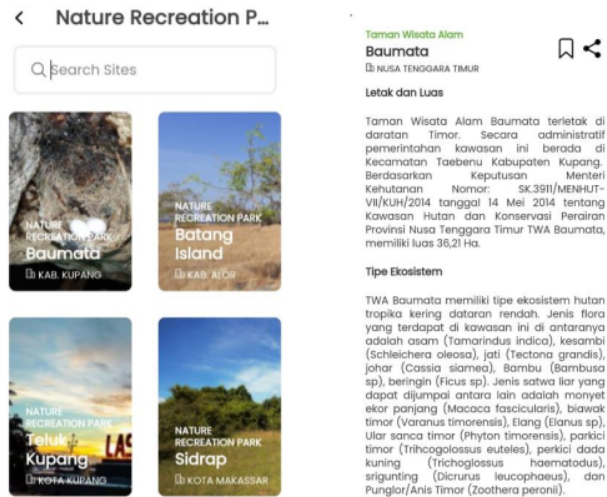 Nature Recreation P...
Search Sites
NATURE
RECREATION PARK
Baumata
KAB. KUPANG
NATURE
RECREATION PARK
Batang
Island
KAB. ALOR
NATURE
RECREATION PARK
Teluk
Kupang
KOTA KUPANG
LAS
NATURE
RECREATION PARK
Sidrap
KOTA MAKASSAR
Taman Wisata Alam
Baumata
NUSA TENGGARA TIMUR
Letak dan Luas
Taman Wisata Alam Baumata terletak di
daratan Timor. Secara administratif
pemerintahan kawasan ini berada di
Kecamatan Taebenu Kabupaten Kupang.
Berdasarkan Keputusan Menteri
Kehutanan Nomor: SK.3911/MENHUT-
VII/KUH/2014 tanggal 14 Mei 2014 tentang
Kawasan Hutan dan Konservasi Perairan
Provinsi Nusa Tenggara Timur TWA Baumata,
memiliki luas 36,21 Ha.
Tipe Ekosistem
TWA Baumata memiliki tipe ekosistem hutan
tropika kering dataran rendah. Jenis flora
yang terdapat di kawasan ini di antaranya
adalah asam (Tamarindus indica), kesambi
(Schleichera oleosa), jati (Tectona grandis),
johar (Cassia siamea), Bambu (Bambusa
sp), beringin (Ficus sp). Jenis satwa liar yang
dapat dijumpai antara lain adalah monyet
ekor panjang (Macaca fascicularis), biawak
timor (Varanus timorensis), Elang (Elanus sp),
Ular sanca timor (Phyton timorensis), parkici
timor (Trihcogolossus euteles), perkici dada
kuning (Trichoglossus haematodus),
srigunting (Dicrurus leucophaeus), dan
Punglor/Anis Timor (Zoothera peronii).